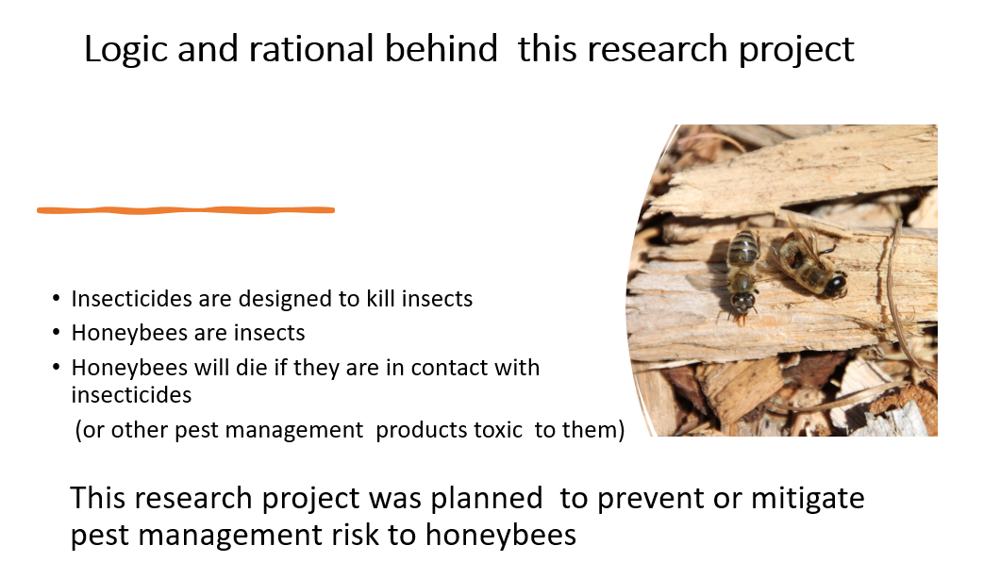 Logic and rational behind  this research project
• Insecticides are designed to kill insects
• Honeybees are insects
• Honeybees will die if they are in contact with
insecticides
(or other pest management  products toxic  to them)
This research project was planned  to prevent or mitigate
pest management risk to honeybees